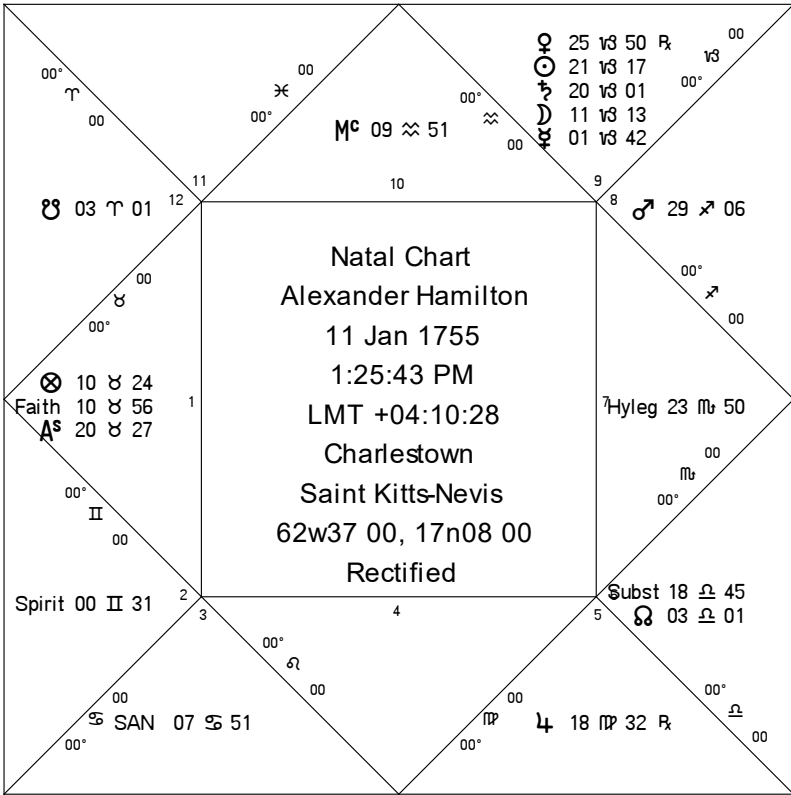 ♀ 25 ♑ 50 ℞
☉ 21 ♑ 17
♄ 20 ♑ 01
☽ 11 ♑ 13
☿ 01 ♑ 42
00
♑
00°
00°
♈
00
00
♓
00°
Mc 09 ♒ 51
00°
♒
00
11
12
10
9
8
☋ 03 ♈ 01
♂ 29 ♐ 06
00
♉
00°
00°
♐
00
Natal Chart
Alexander Hamilton
11 Jan 1755
1:25:43 PM
LMT +04:10:28
Charlestown
Saint Kitts-Nevis
62w37 00, 17n08 00
Rectified
⊗ 10 ♉ 24
Faith 10 ♉ 56
As 20 ♉ 27
1
7
Hyleg 23 ♏ 50
00°
♊
00
00
♏
00°
Spirit 00 ♊ 31
2
3
4
5
Subst 18 ♎ 45
☊ 03 ♎ 01
00
♋
00°
SAN 07 ♋ 51
00°
♌
00
00
♍
00°
♃ 18 ♍ 32 ℞
00°
♎
00